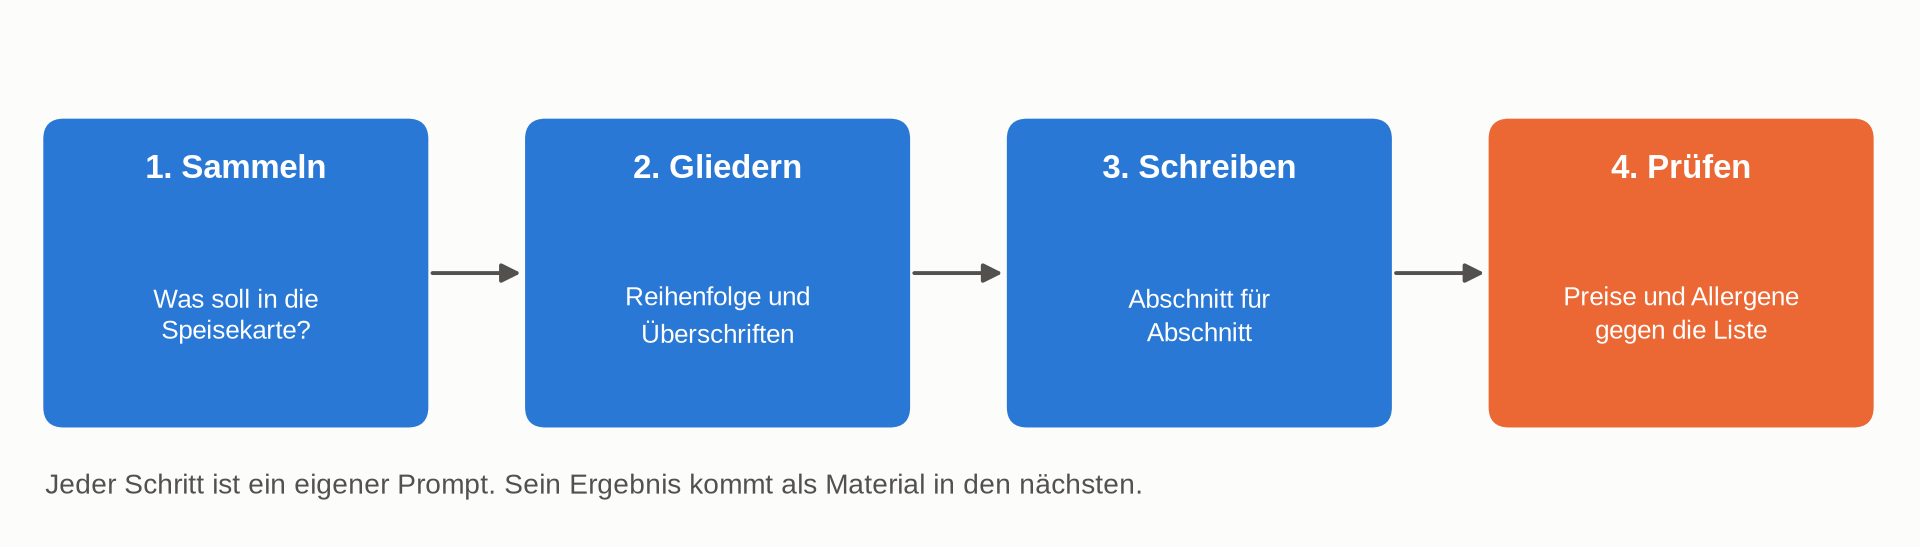 1. Sammeln
Was soll in die
Speisekarte?
2. Gliedern
Reihenfolge und
Überschriften
3. Schreiben
Abschnitt für
Abschnitt
4. Prüfen
Preise und Allergene
gegen die Liste
Jeder Schritt ist ein eigener Prompt. Sein Ergebnis kommt als Material in den nächsten.